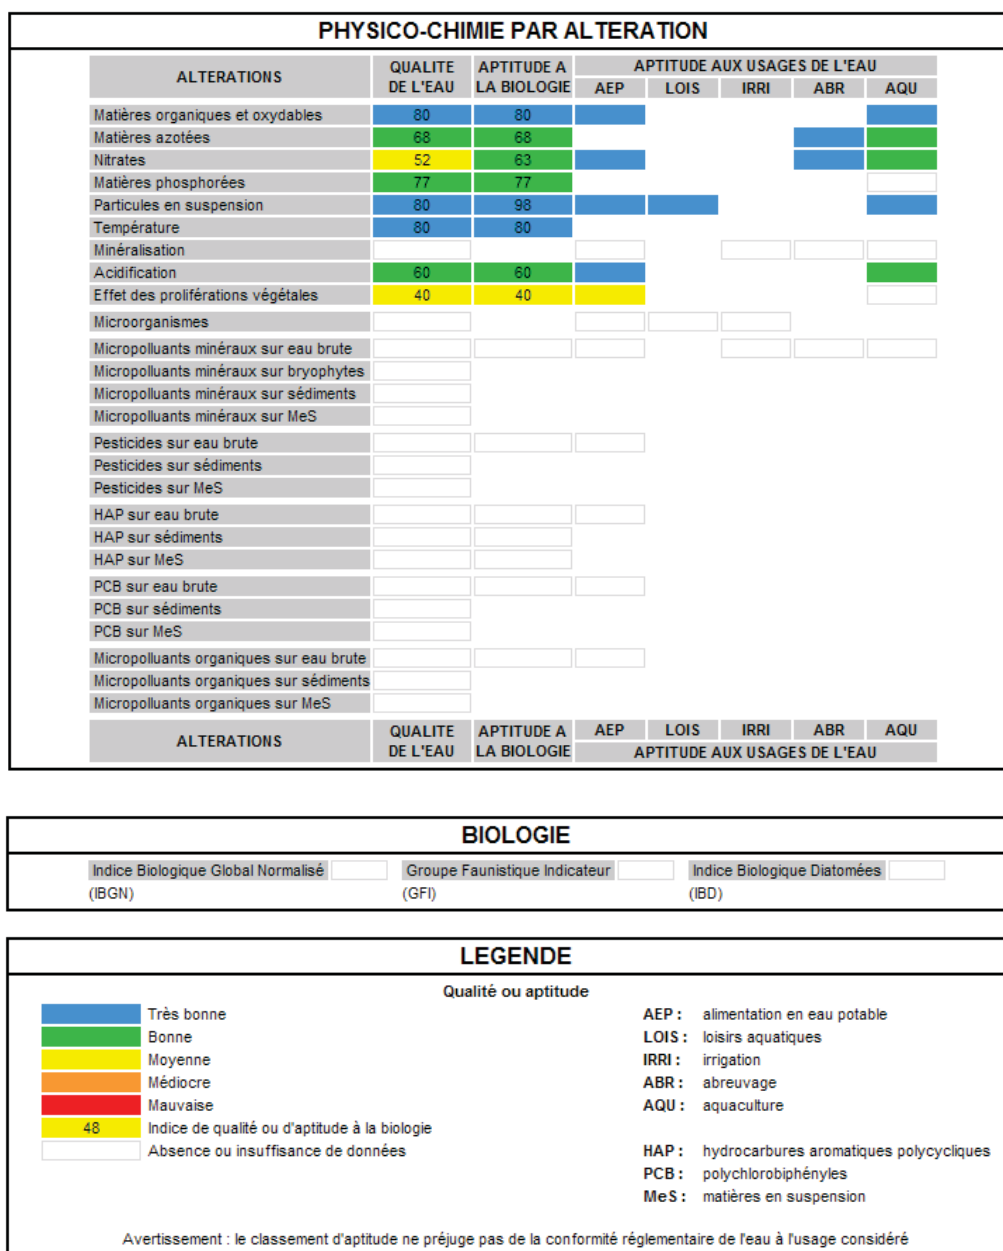 PHYSICO-CHIMIE PAR ALTERATION
ALTERATIONS QUALITE DE L'EAU APTITUDE A LA BIOLOGIE APTITUDE AUX USAGES DE L'EAU
AEP LOIS IRRI ABR AQU
Matières organiques et oxydables 80 80
Matières azotées 68 68
Nitrates 52 63
Matières phosphorées 77 77
Particules en suspension 80 98
Température 80 80
Minéralisation
Acidification 60 60
Effet des proliférations végétales 40 40
Microorganismes
Micropolluants minéraux sur eau brute
Micropolluants minéraux sur bryophytes
Micropolluants minéraux sur sédiments
Micropolluants minéraux sur MeS
Pesticides sur eau brute
Pesticides sur sédiments
Pesticides sur MeS
HAP sur eau brute
HAP sur sédiments
HAP sur MeS
PCB sur eau brute
PCB sur sédiments
PCB sur MeS
Micropolluants organiques sur eau brute
Micropolluants organiques sur sédiments
Micropolluants organiques sur MeS
ALTERATIONS QUALITE DE L'EAU APTITUDE A LA BIOLOGIE AEP LOIS IRRI ABR AQU
APTITUDE AUX USAGES DE L'EAU
BIOLOGIE
Indice Biologique Global Normalisé Groupe Faunistique Indicateur Indice Biologique Diatomées
(IBGN) (GFI) (IBD)
LEGENDE
Qualité ou aptitude
Très bonne AEP : alimentation en eau potable
Bonne LOIS : loisirs aquatiques
Moyenne IRRI : irrigation
Médiocre ABR : abreuvage
Mauvaise AQU : aquaculture
48 Indice de qualité ou d'aptitude à la biologie
Absence ou insuffisance de données HAP : hydrocarbures aromatiques polycycliques
PCB : polychlorobiphényles
MeS : matières en suspension
Avertissement : le classement d'aptitude ne préjuge pas de la conformité réglementaire de l'eau à l'usage considéré